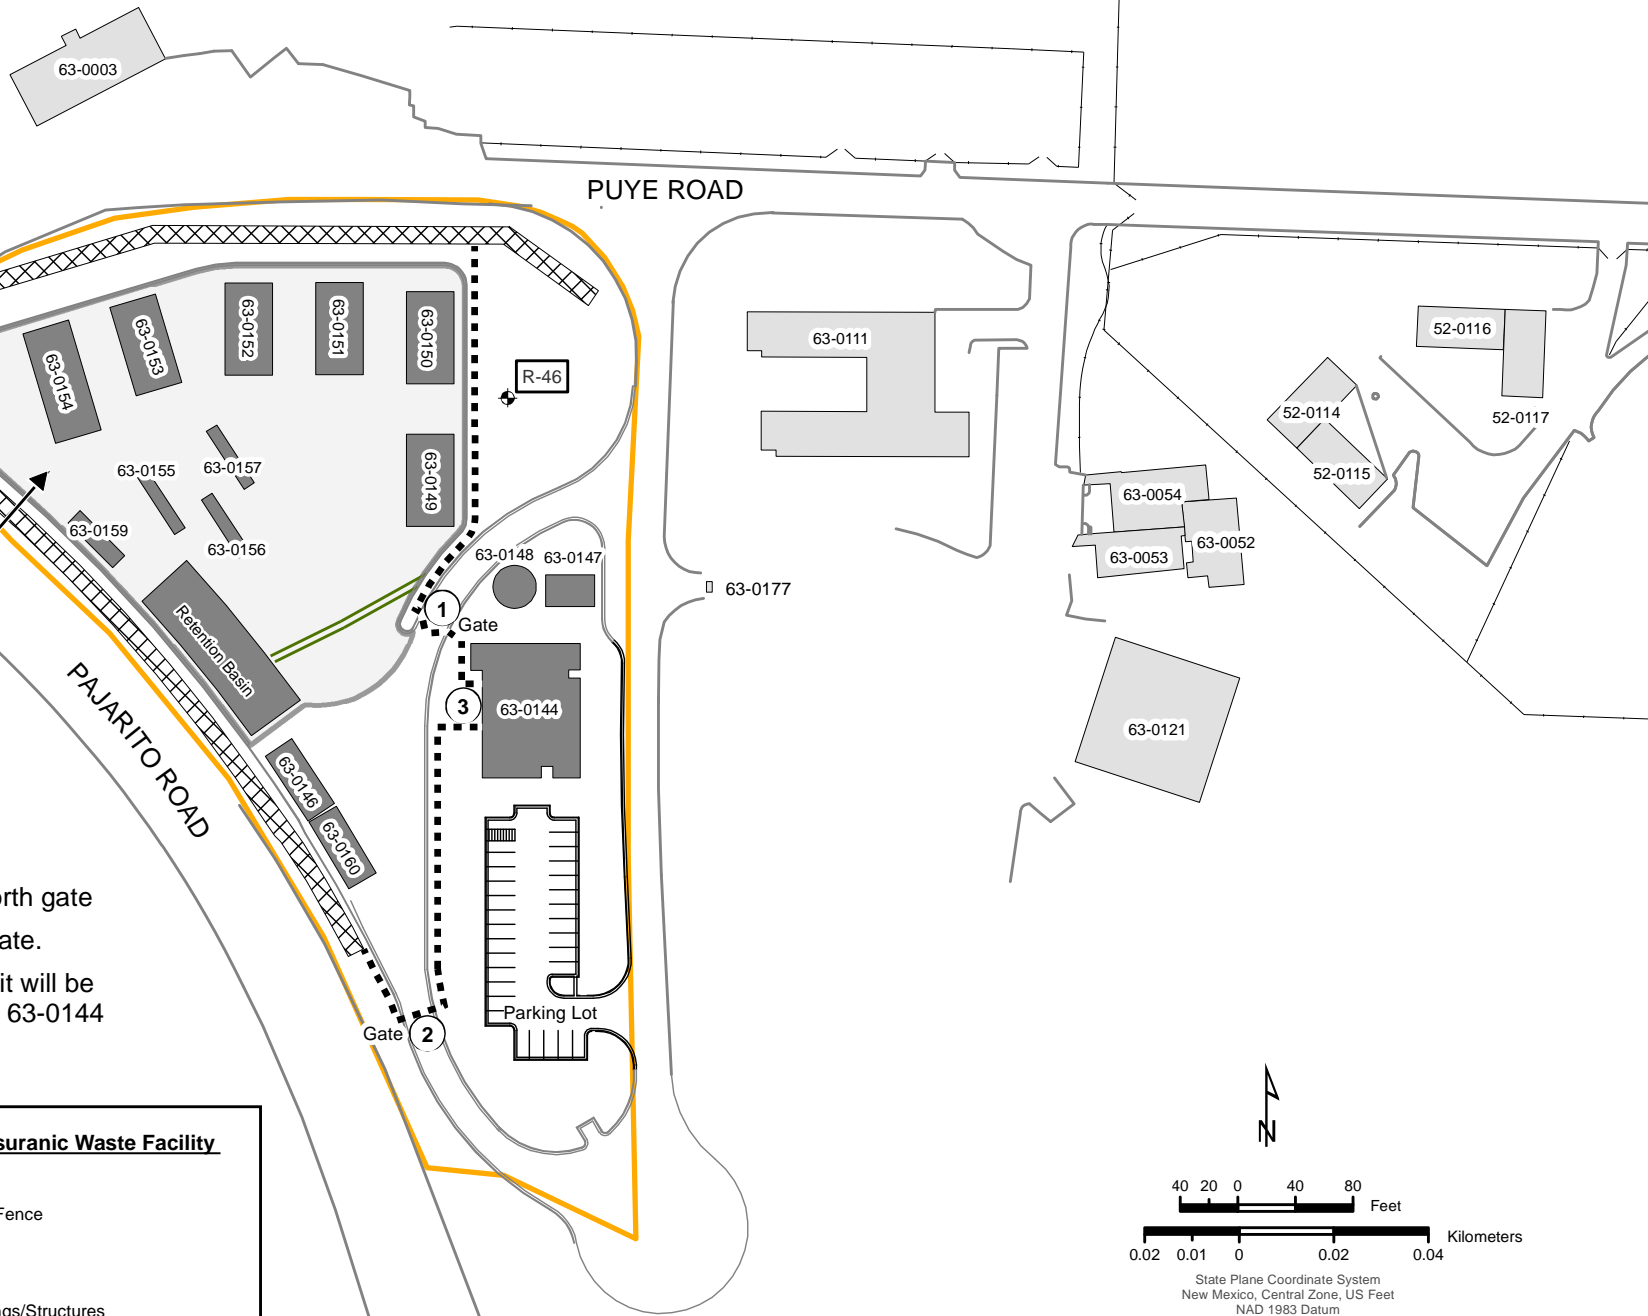 63-0003
PUYE ROAD
63-0154
63-0153
63-0152
63-0151
63-0150
R-46
63-0111
52-0116
52-0114
52-0117
52-0115
63-0155
63-0157
63-0149
63-0054
63-0159
63-0156
63-0148
63-0147
63-0053
63-0052
63-0177
1
Gate
Retention Basin
PAJARITO ROAD
3
63-0144
63-0121
63-0146
63-0160
orth gate
ate.
it will be
63-0144
Parking Lot
Gate
2
suranic Waste Facility
Fence
gs/Structures
N
40 20 0 40 80
Feet
Kilometers
0.02 0.01 0 0.02 0.04
State Plane Coordinate System
New Mexico, Central Zone, US Feet
NAD 1983 Datum